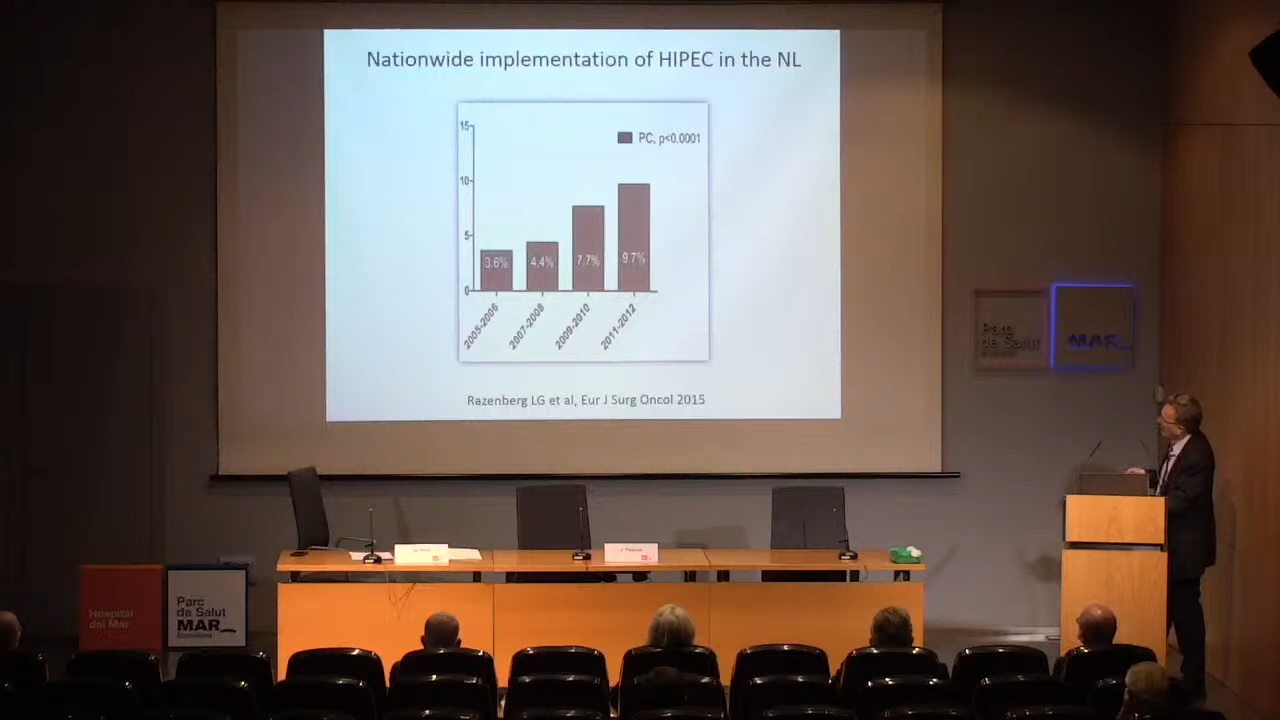 Nationwide implementation of HIPEC in the NL
15
10
5
0
PC, p<0.0001
3.6%
4.4%
7.7%
9.7%
2005-2006
2007-2008
2009-2010
2011-2012
Razenberg LG et al, Eur J Surg Oncol 2015
Parc
de Salut
MAR
Hospital
del Mar
Parc
de Salut
MAR
Barcelona